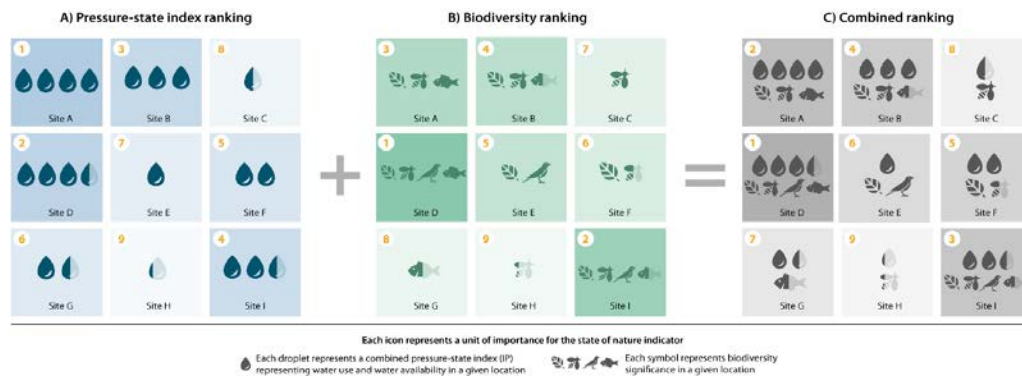 A) Pressure-state index ranking
B) Biodiversity ranking
C) Combined ranking
1 3 8
Site A Site B Site C
2 7 5
Site D Site E Site F
6 9 4
Site G Site H Site I
+
3 4 7
Site A Site B Site C
1 5 6
Site D Site E Site F
8 9 2
Site G Site H Site I
=
2 4 8
Site A Site B Site C
1 6 5
Site D Site E Site F
7 9 3
Site G Site H Site I
Each icon represents a unit of importance for the state of nature indicator
Each droplet represents a combined pressure-state index (IP)
representing water use and water availability in a given location
Each symbol represents biodiversity
significance in a given location